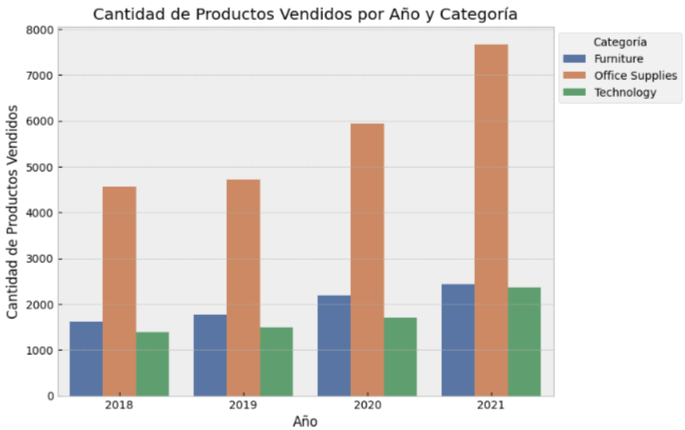 Cantidad de Productos Vendidos por Año y Categoría
Cantidad de Productos Vendidos
8000
7000
6000
5000
4000
3000
2000
1000
0
2018 2019 2020 2021
Año
Categoría
Furniture
Office Supplies
Technology